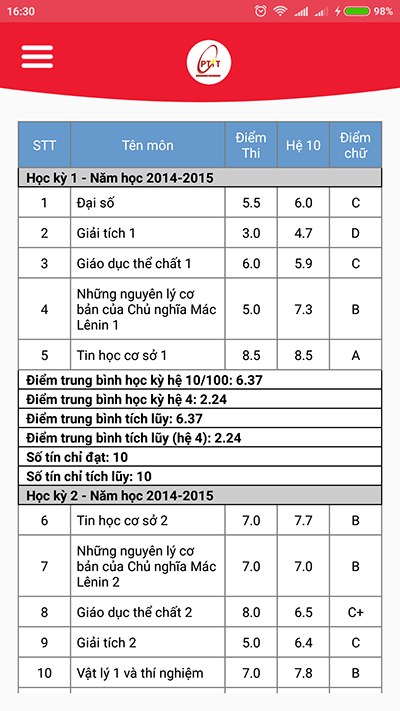 16:30 98%
PTIT
STT Tên môn Điểm Thi Hệ 10 Điểm chữ
Học kỳ 1 - Năm học 2014-2015
1 Đại số 5.5 6.0 C
2 Giải tích 1 3.0 4.7 D
3 Giáo dục thể chất 1 6.0 5.9 C
4 Những nguyên lý cơ bản của Chủ nghĩa Mác Lênin 1 5.0 7.3 B
5 Tin học cơ sở 1 8.5 8.5 A
Điểm trung bình học kỳ hệ 10/100: 6.37
Điểm trung bình học kỳ hệ 4: 2.24
Điểm trung bình tích lũy: 6.37
Điểm trung bình tích lũy (hệ 4): 2.24
Số tín chỉ đạt: 10
Số tín chỉ tích lũy: 10
Học kỳ 2 - Năm học 2014-2015
6 Tin học cơ sở 2 7.0 7.7 B
7 Những nguyên lý cơ bản của Chủ nghĩa Mác Lênin 2 7.0 7.0 B
8 Giáo dục thể chất 2 8.0 6.5 C+
9 Giải tích 2 5.0 6.4 C
10 Vật lý 1 và thí nghiệm 7.0 7.8 B